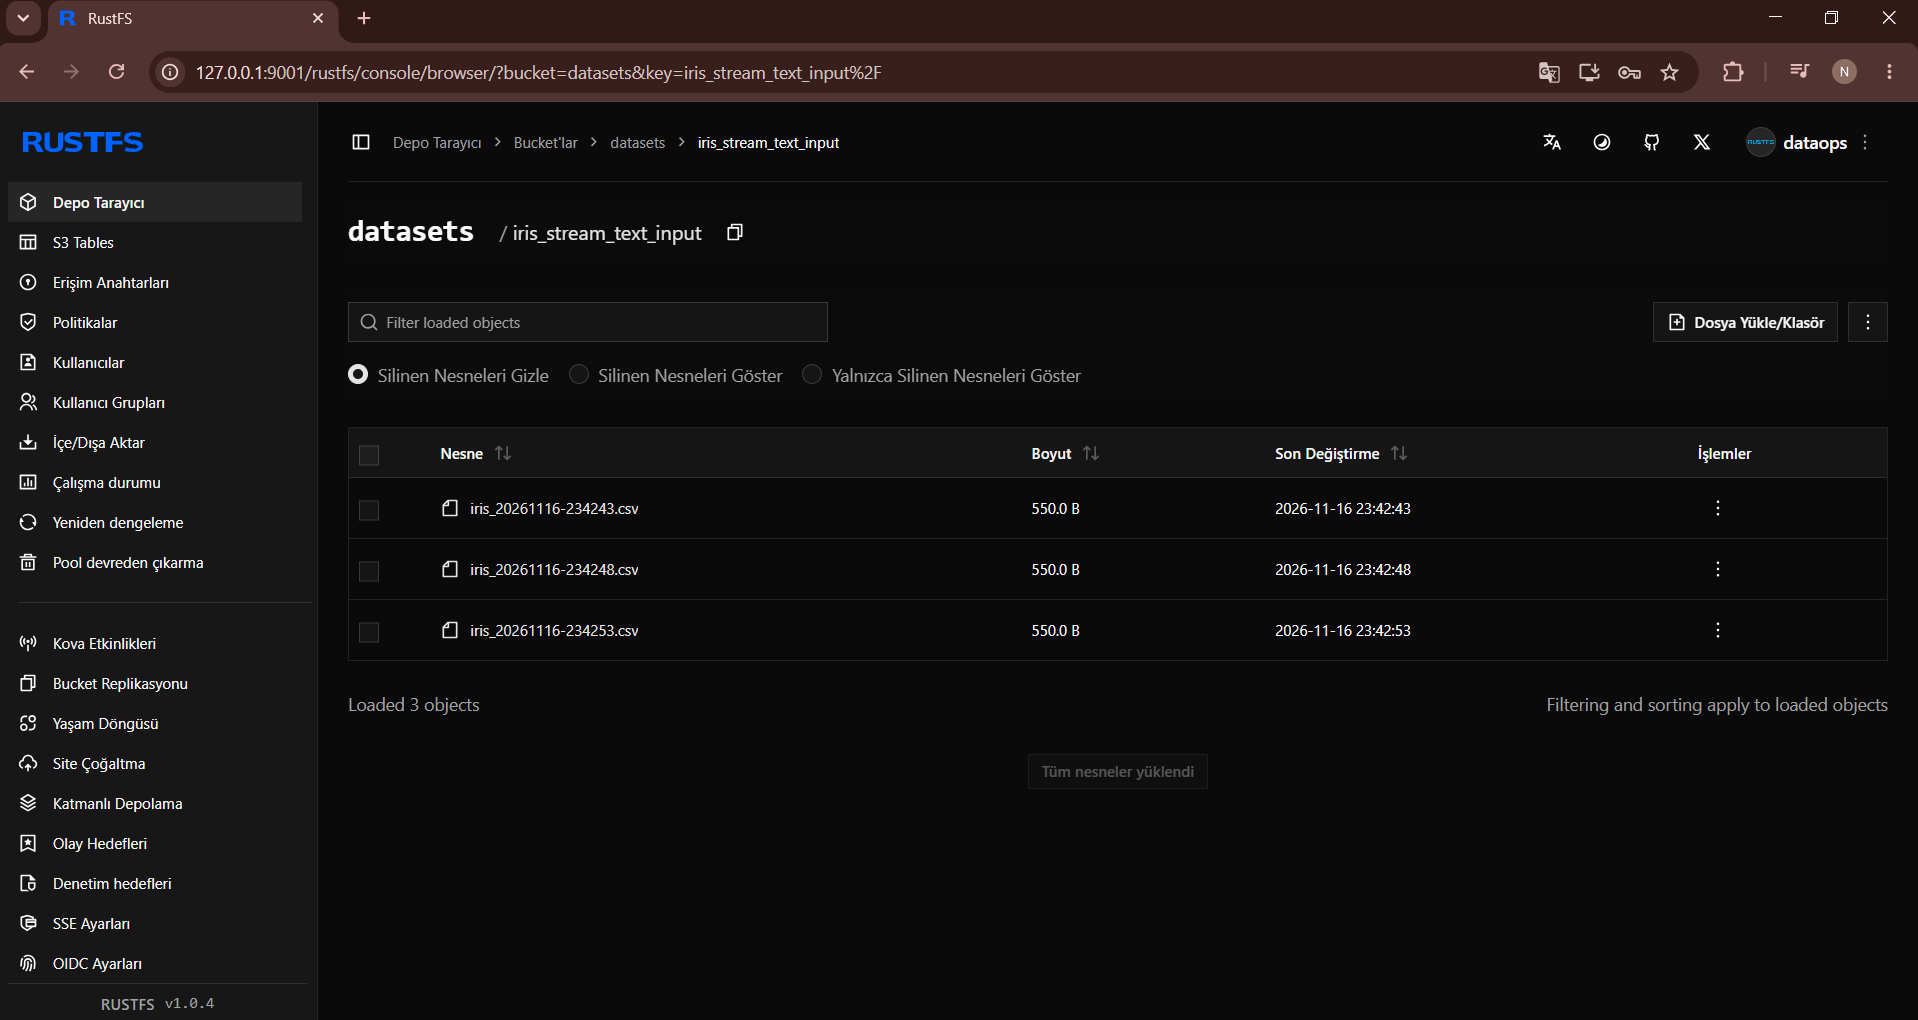 RustFS
127.0.0.1:9001/rustfs/console/browser/?bucket=datasets&key=iris_stream_text_input%2F
N
RUSTFS
Depo Tarayıcı
S3 Tables
Erişim Anahtarları
Politikalar
Kullanıcılar
Kullanıcı Grupları
İçe/Dışa Aktar
Çalışma durumu
Yeniden dengeleme
Pool devreden çıkarma
Kova Etkinlikleri
Bucket Replikasyonu
Yaşam Döngüsü
Site Çoğaltma
Katmanlı Depolama
Olay Hedefleri
Denetim hedefleri
SSE Ayarları
OIDC Ayarları
RUSTFS v1.0.4
Depo Tarayıcı > Bucket'lar > datasets > iris_stream_text_input
RUSTFS dataops
datasets / iris_stream_text_input
Filter loaded objects
Dosya Yükle/Klasör
Silinen Nesneleri Gizle Silinen Nesneleri Göster Yalnızca Silinen Nesneleri Göster
Nesne Boyut Son Değiştirme İşlemler
iris_20261116-234243.csv 550.0 B 2026-11-16 23:42:43
iris_20261116-234248.csv 550.0 B 2026-11-16 23:42:48
iris_20261116-234253.csv 550.0 B 2026-11-16 23:42:53
Loaded 3 objects Filtering and sorting apply to loaded objects
Tüm nesneler yüklendi